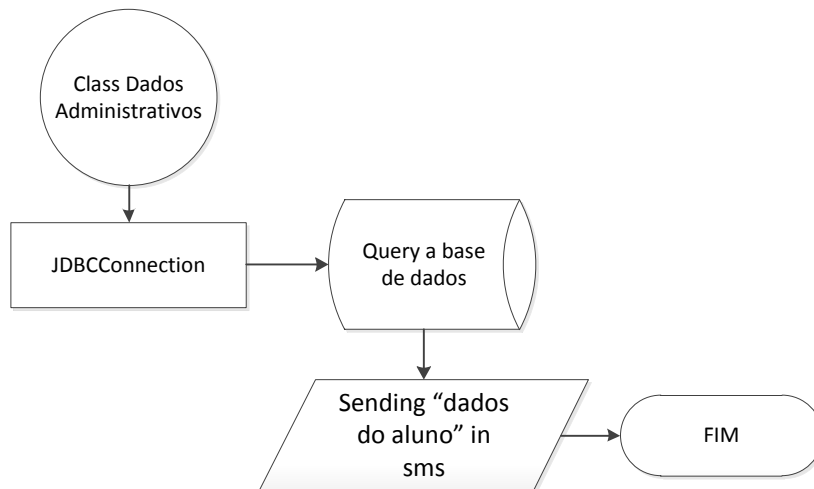 Class Dados
Administrativos
JDBCConnection
Query a base
de dados
Sending “dados
do aluno” in
sms
FIM